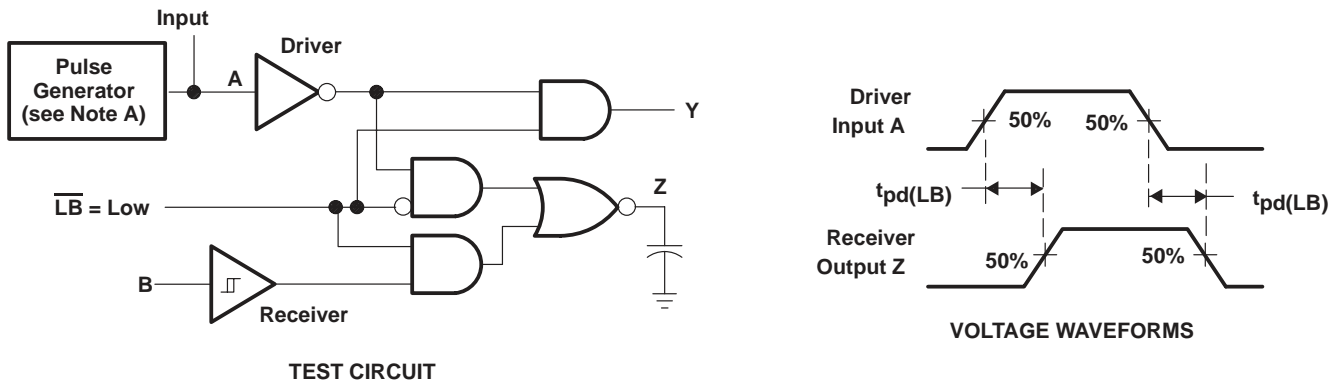 Input
Driver
Pulse
Generator
(see Note A)
A
Y
L̅B̅ = Low
Z
B
Receiver
TEST CIRCUIT
Driver
Input A
50%
50%
tpd(LB)
tpd(LB)
Receiver
Output Z
50%
50%
VOLTAGE WAVEFORMS